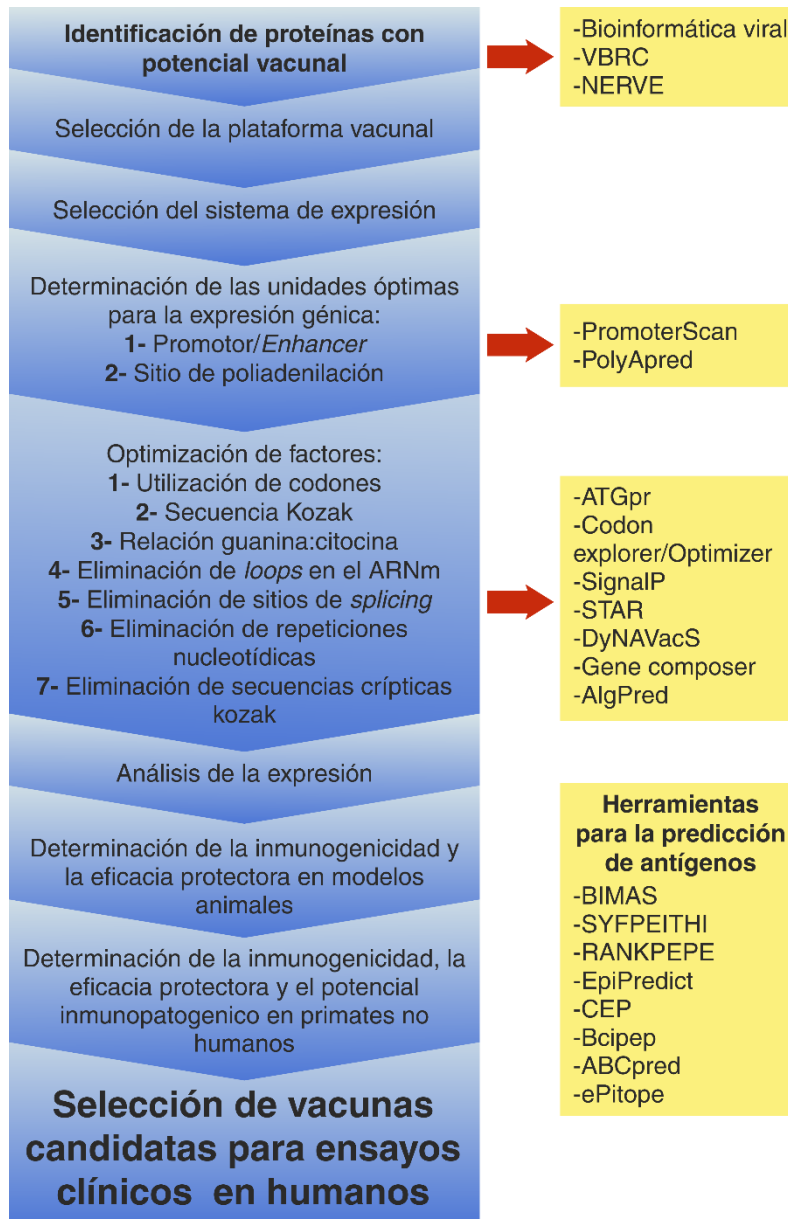 Identificación de proteínas con
potencial vacunal
-Bioinformática viral
-VBRC
-NERVE
Selección de la plataforma vacunal
Selección del sistema de expresión
Determinación de las unidades óptimas
para la expresión génica:
1- Promotor/Enhancer
2- Sitio de poliadenilación
-PromoterScan
-PolyApred
Optimización de factores:
1- Utilización de codones
2- Secuencia Kozak
3- Relación guanina:citocina
4- Eliminación de loops en el ARNm
5- Eliminación de sitios de splicing
6- Eliminación de repeticiones
nucleotídicas
7- Eliminación de secuencias crípticas
kozak
-ATGpr
-Codon
explorer/Optimizer
-SignalP
-STAR
-DyNAVacS
-Gene composer
-AlgPred
Análisis de la expresión
Determinación de la inmunogenicidad y
la eficacia protectora en modelos
animales
Determinación de la inmunogenicidad, la
eficacia protectora y el potencial
inmunopatogenico en primates no
humanos
Herramientas
para la predicción
de antígenos
-BIMAS
-SYFPEITHI
-RANKPEPE
-EpiPredict
-CEP
-Bcipep
-ABCpred
-ePitope
Selección de vacunas
candidatas para ensayos
clínicos en humanos